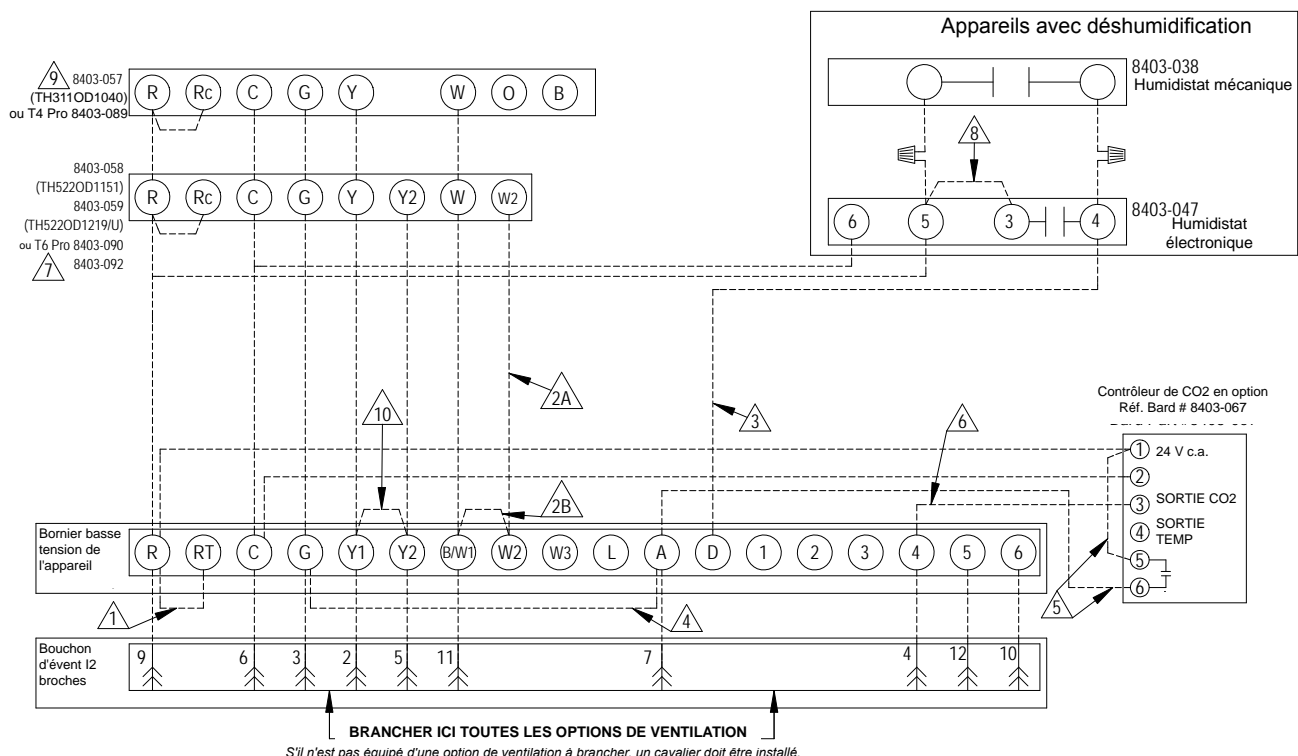 Appareils avec déshumidification
9
8403-057
(TH311OD1040)
ou T4 Pro 8403-089
R Rc C G Y W O B
8403-038
Humidistat mécanique
8
8403-058
(TH522OD1151)
8403-059
(TH522OD1219/U)
ou T6 Pro 8403-090
8403-092
7
R Rc C G Y Y2 W W2
6 5 3 4
8403-047
Humidistat
électronique
2A
10
3
6
2B
Contrôleur de CO2 en option
Réf. Bard # 8403-067
1 24 V c.a.
2
3 SORTIE CO2
4 SORTIE
TEMP
5
6
5
Bornier basse
tension de
l'appareil
R RT C G Y1 Y2 B/W1 W2 W3 L A D 1 2 3 4 5 6
1
4
Bouchon
d'évent I2
broches
9 6 3 2 5 11 7 4 12 10
BRANCHER ICI TOUTES LES OPTIONS DE VENTILATION
S'il n'est pas équipé d'une option de ventilation à brancher, un cavalier doit être installé.